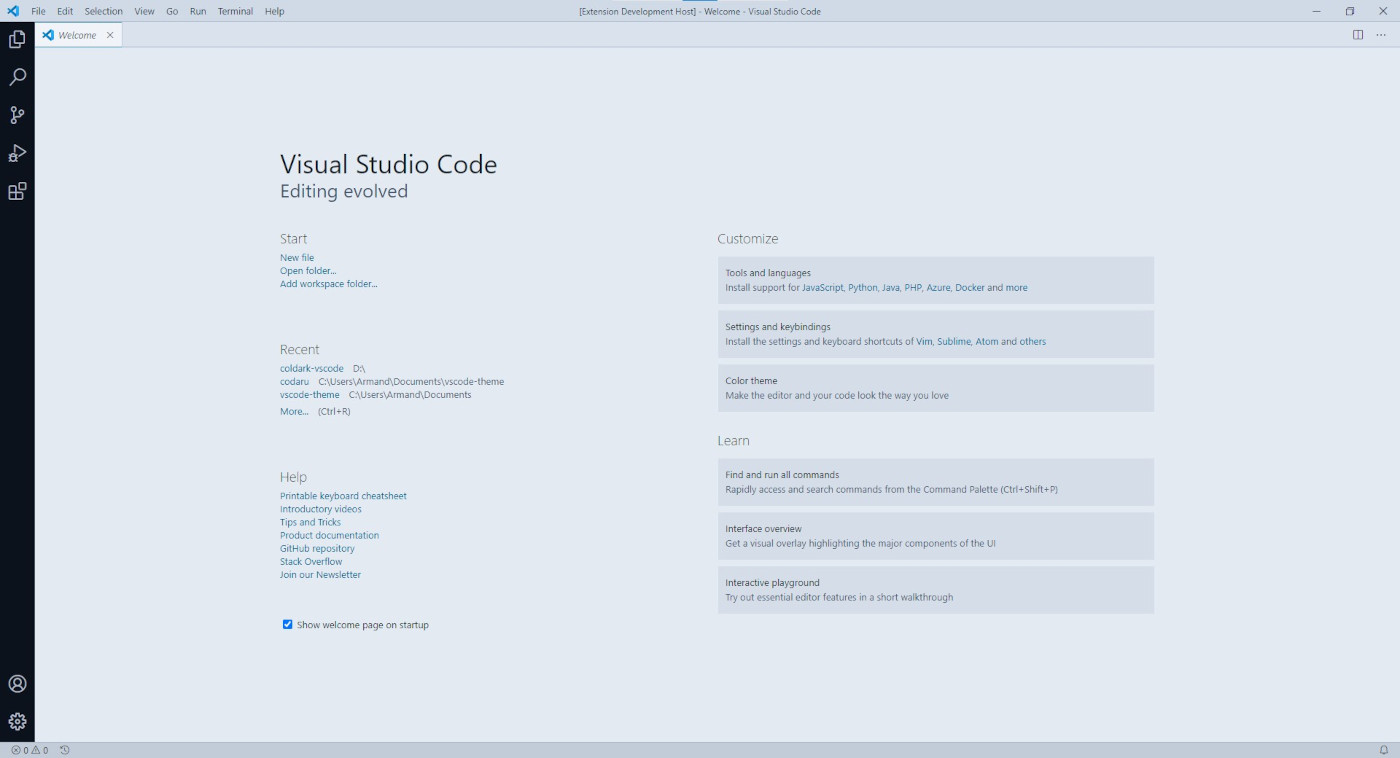 File Edit Selection View Go Run Terminal Help [Extension Development Host] - Welcome - Visual Studio Code
Welcome
Visual Studio Code
Editing evolved
Start
New file
Open folder...
Add workspace folder...
Recent
coldark-vscode D:\
codaru C:\Users\Armand\Documents\vscode-theme
vscode-theme C:\Users\Armand\Documents
More... (Ctrl+R)
Help
Printable keyboard cheatsheet
Introductory videos
Tips and Tricks
Product documentation
GitHub repository
Stack Overflow
Join our Newsletter
Show welcome page on startup
Customize
Tools and languages
Install support for JavaScript, Python, Java, PHP, Azure, Docker and more
Settings and keybindings
Install the settings and keyboard shortcuts of Vim, Sublime, Atom and others
Color theme
Make the editor and your code look the way you love
Learn
Find and run all commands
Rapidly access and search commands from the Command Palette (Ctrl+Shift+P)
Interface overview
Get a visual overlay highlighting the major components of the UI
Interactive playground
Try out essential editor features in a short walkthrough
0 0